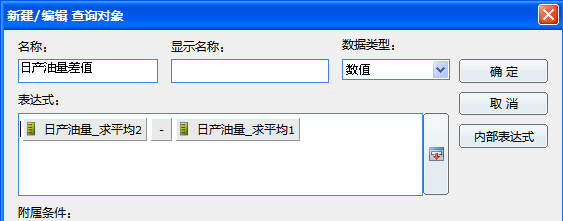 新建/编辑 查询对象
名称：
显示名称：
数据类型：
日产油量差值
数值
确 定
表达式：
取 消
日产油量_求平均2 - 日产油量_求平均1
内部表达式
附属条件：